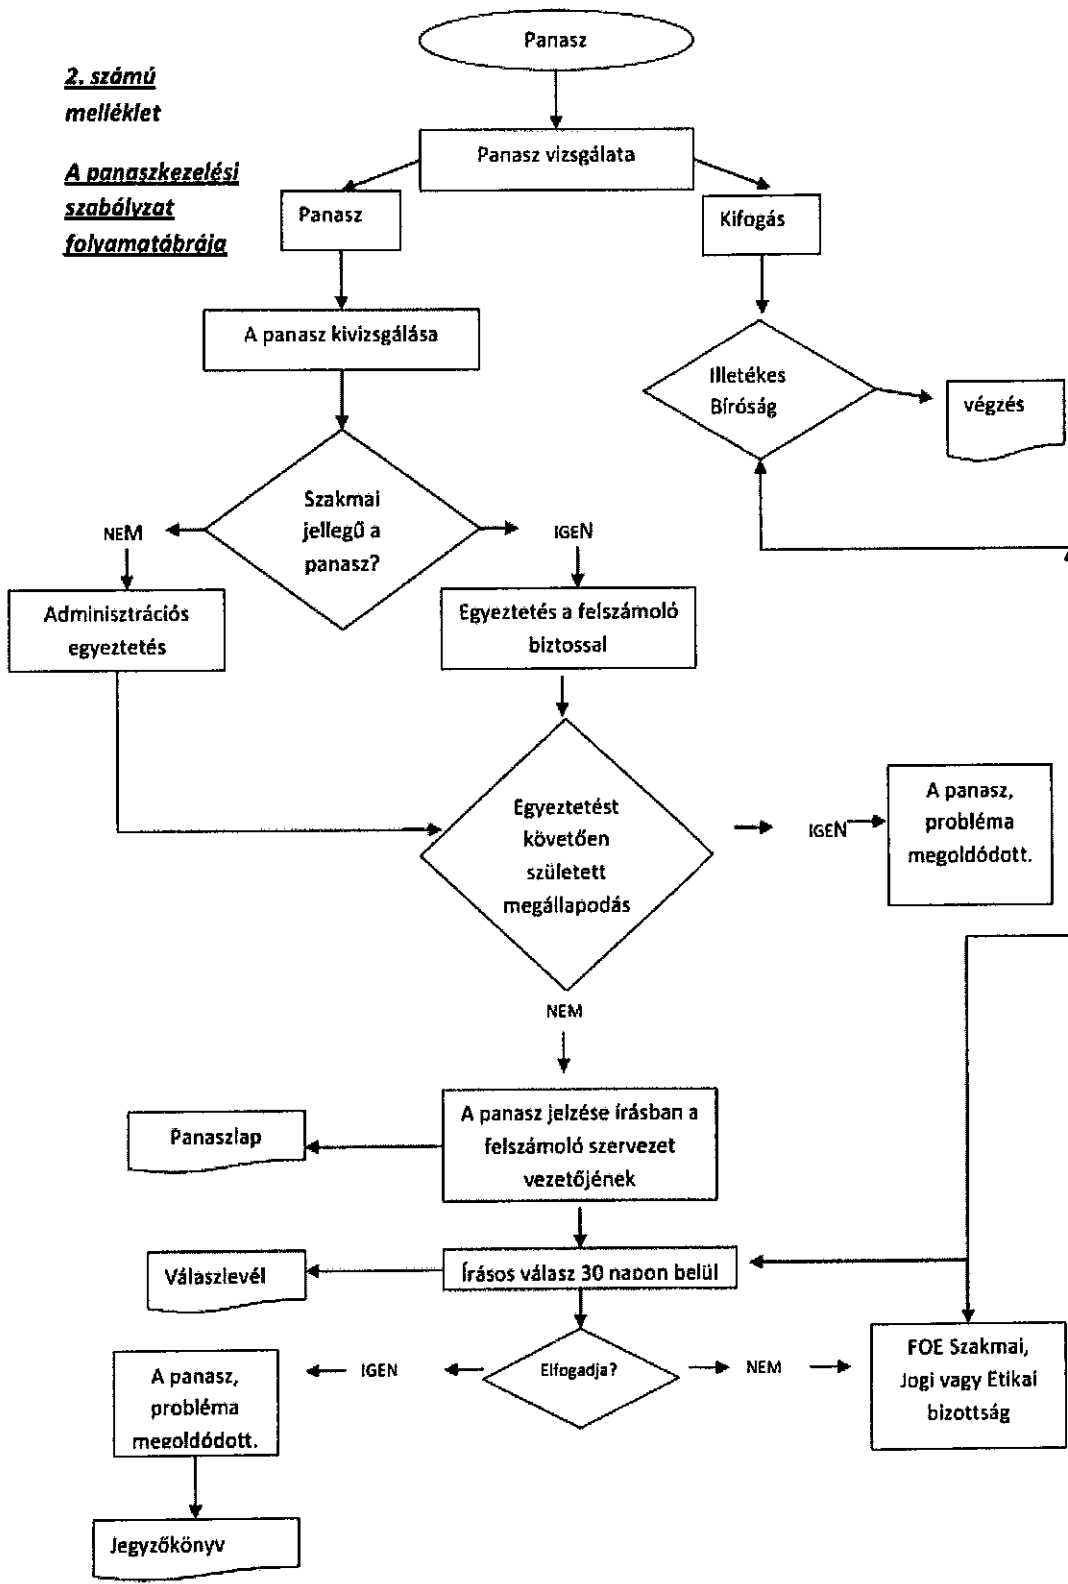 Panasz
2. számú
melléklet
A panaszkezelési
szabályzat
folyamatábrája
Panasz vizsgálata
Panasz
Kifogás
A panasz kivizsgálása
Illetékes
Bíróság
végzés
Szakmai
jellegű a
panasz?
NEM
IGEN
Adminisztrációs
egyeztetés
Egyeztetés a felszámoló
biztossal
Egyeztetést
követően
született
megállapodás
IGEN
A panasz,
probléma
megoldódott.
NEM
A panasz jelzése írásban a
felszámoló szervezet
vezetőjének
Panaszlap
Írásos válasz 30 napon belül
Válaszlevél
Elfogadja?
IGEN
NEM
A panasz,
probléma
megoldódott.
FOE Szakmai,
Jogi vagy Etikai
bizottság
Jegyzőkönyv